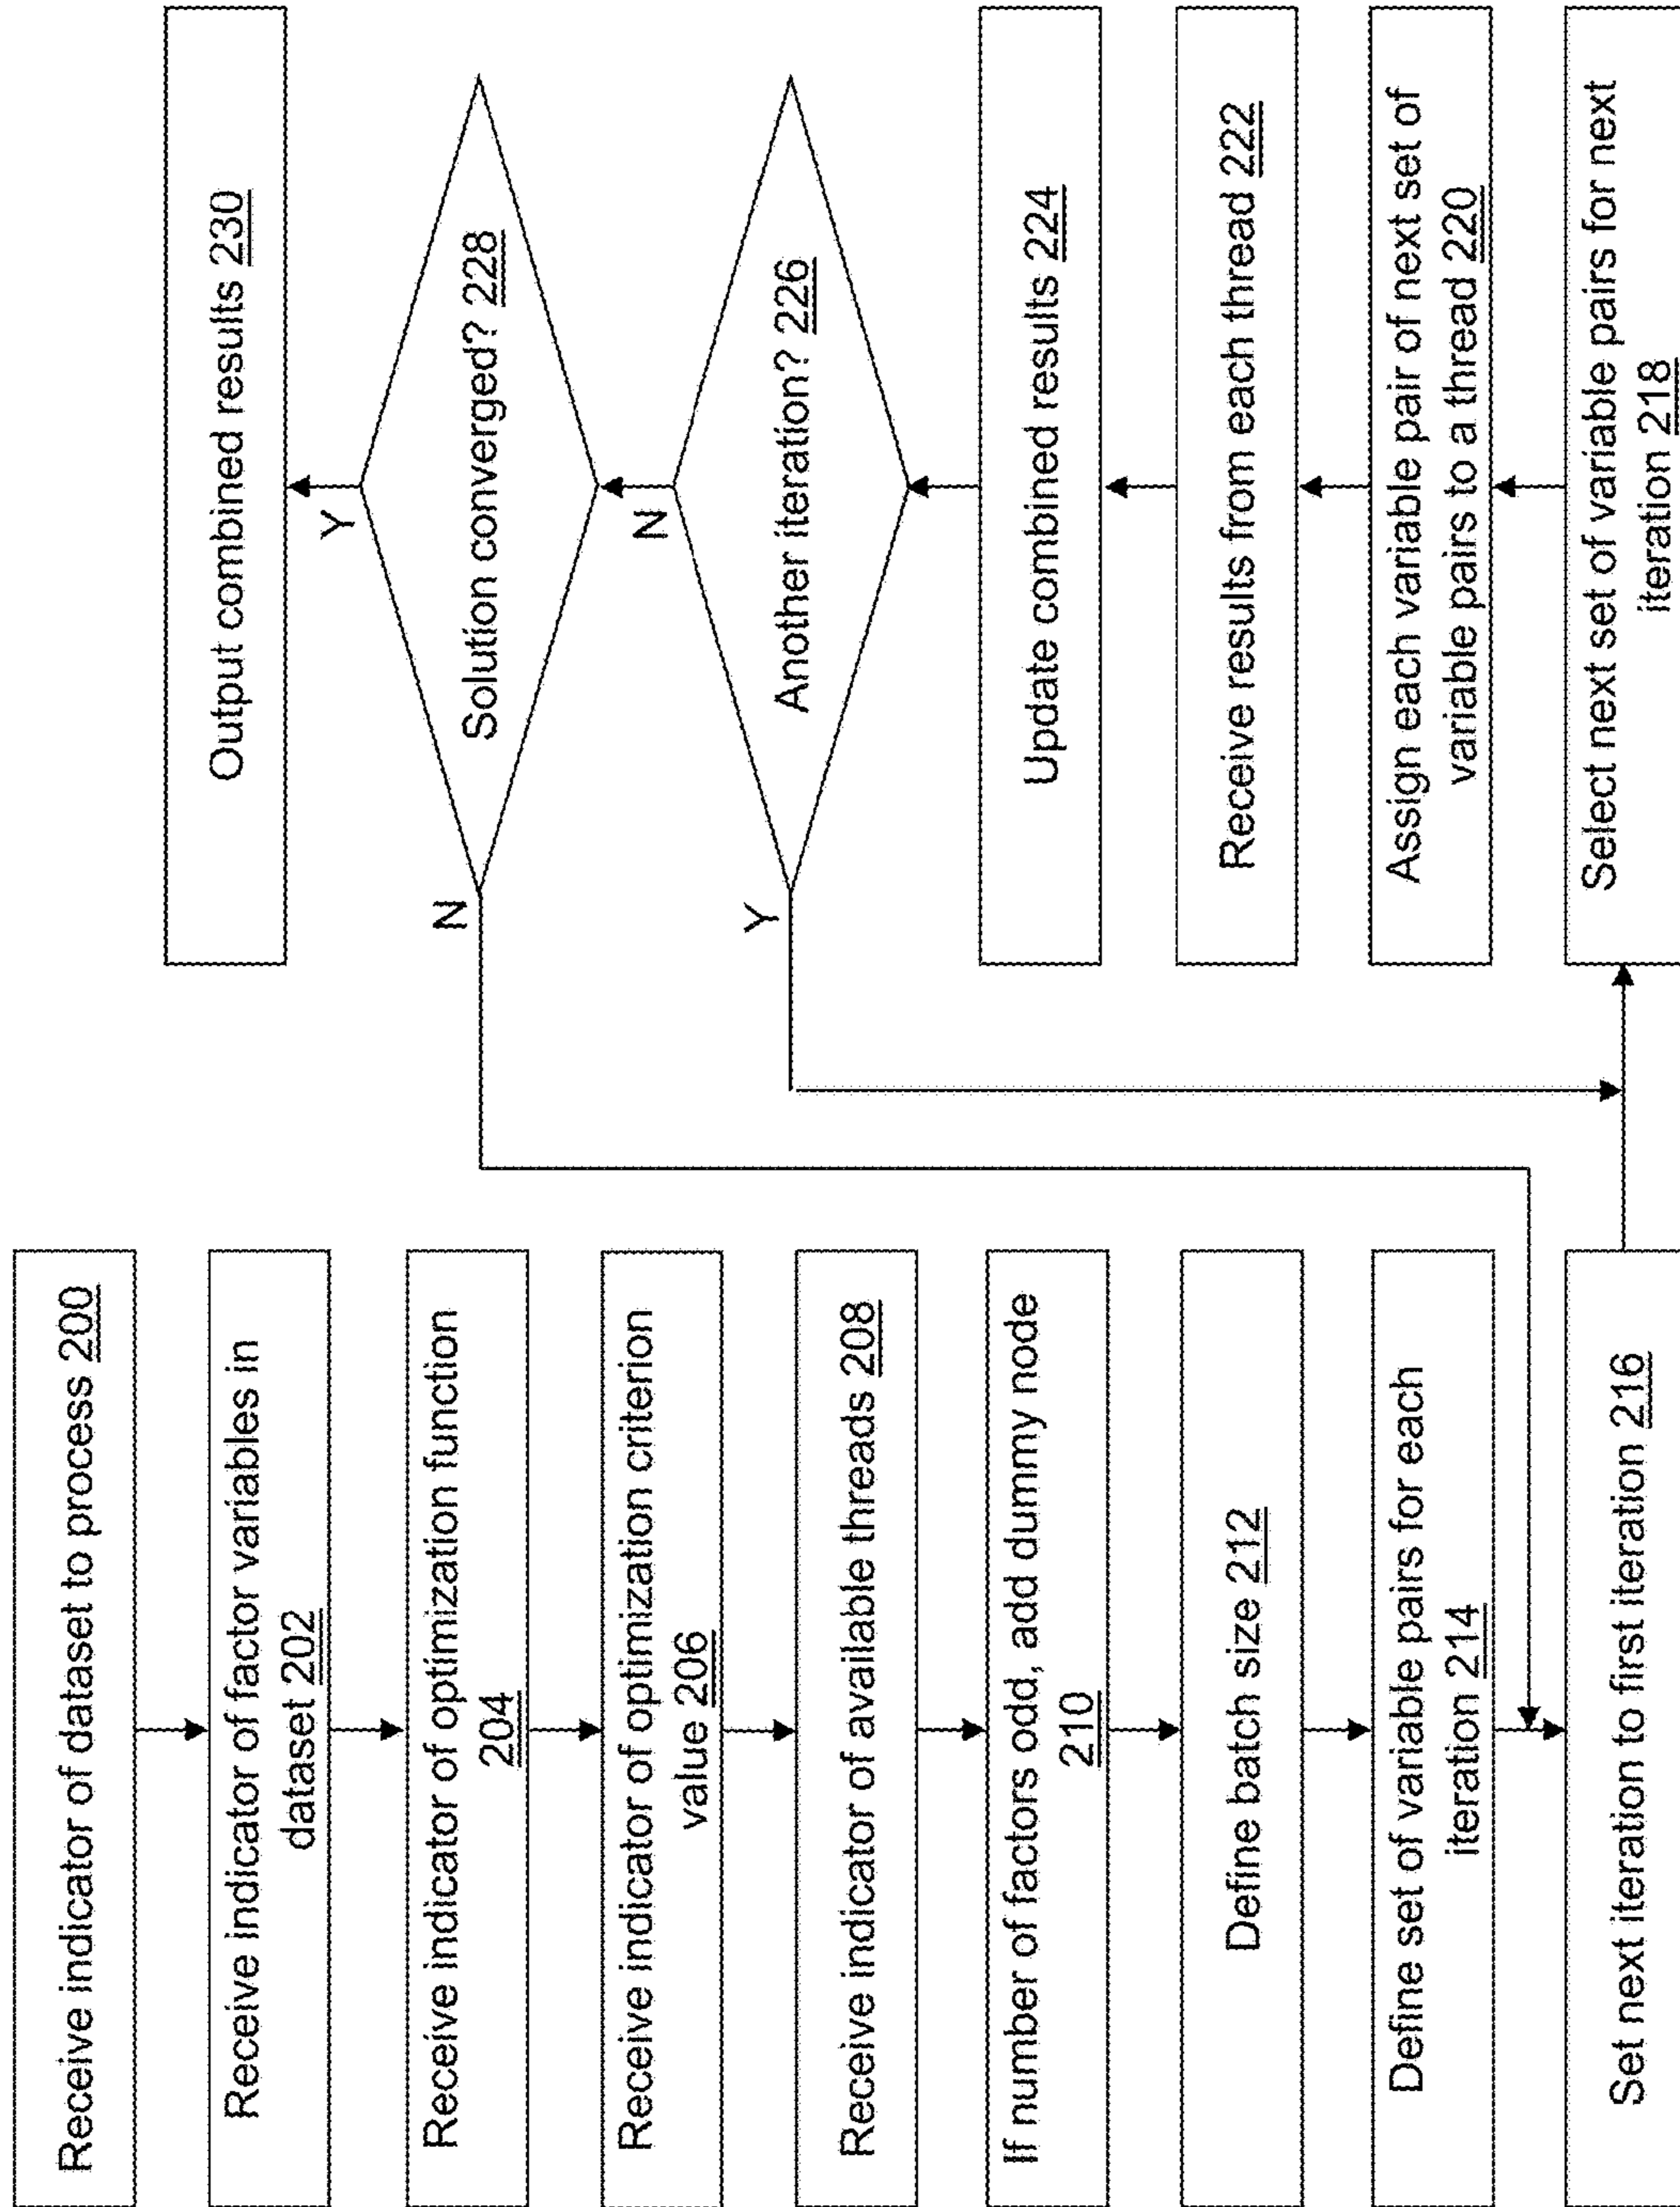 Receive indicator of dataset to process 200
Receive indicator of factor variables in
dataset 202
Receive indicator of optimization function
204
Receive indicator of optimization criterion
value 206
Receive indicator of available threads 208
If number of factors odd, add dummy node
210
Define batch size 212
Define set of variable pairs for each
iteration 214
Set next iteration to first iteration 216
Select next set of variable pairs for next
iteration 218
Assign each variable pair of next set of
variable pairs to a thread 220
Receive results from each thread 222
Update combined results 224
Another iteration? 226
Y
N
Solution converged? 228
N
Y
Output combined results 230